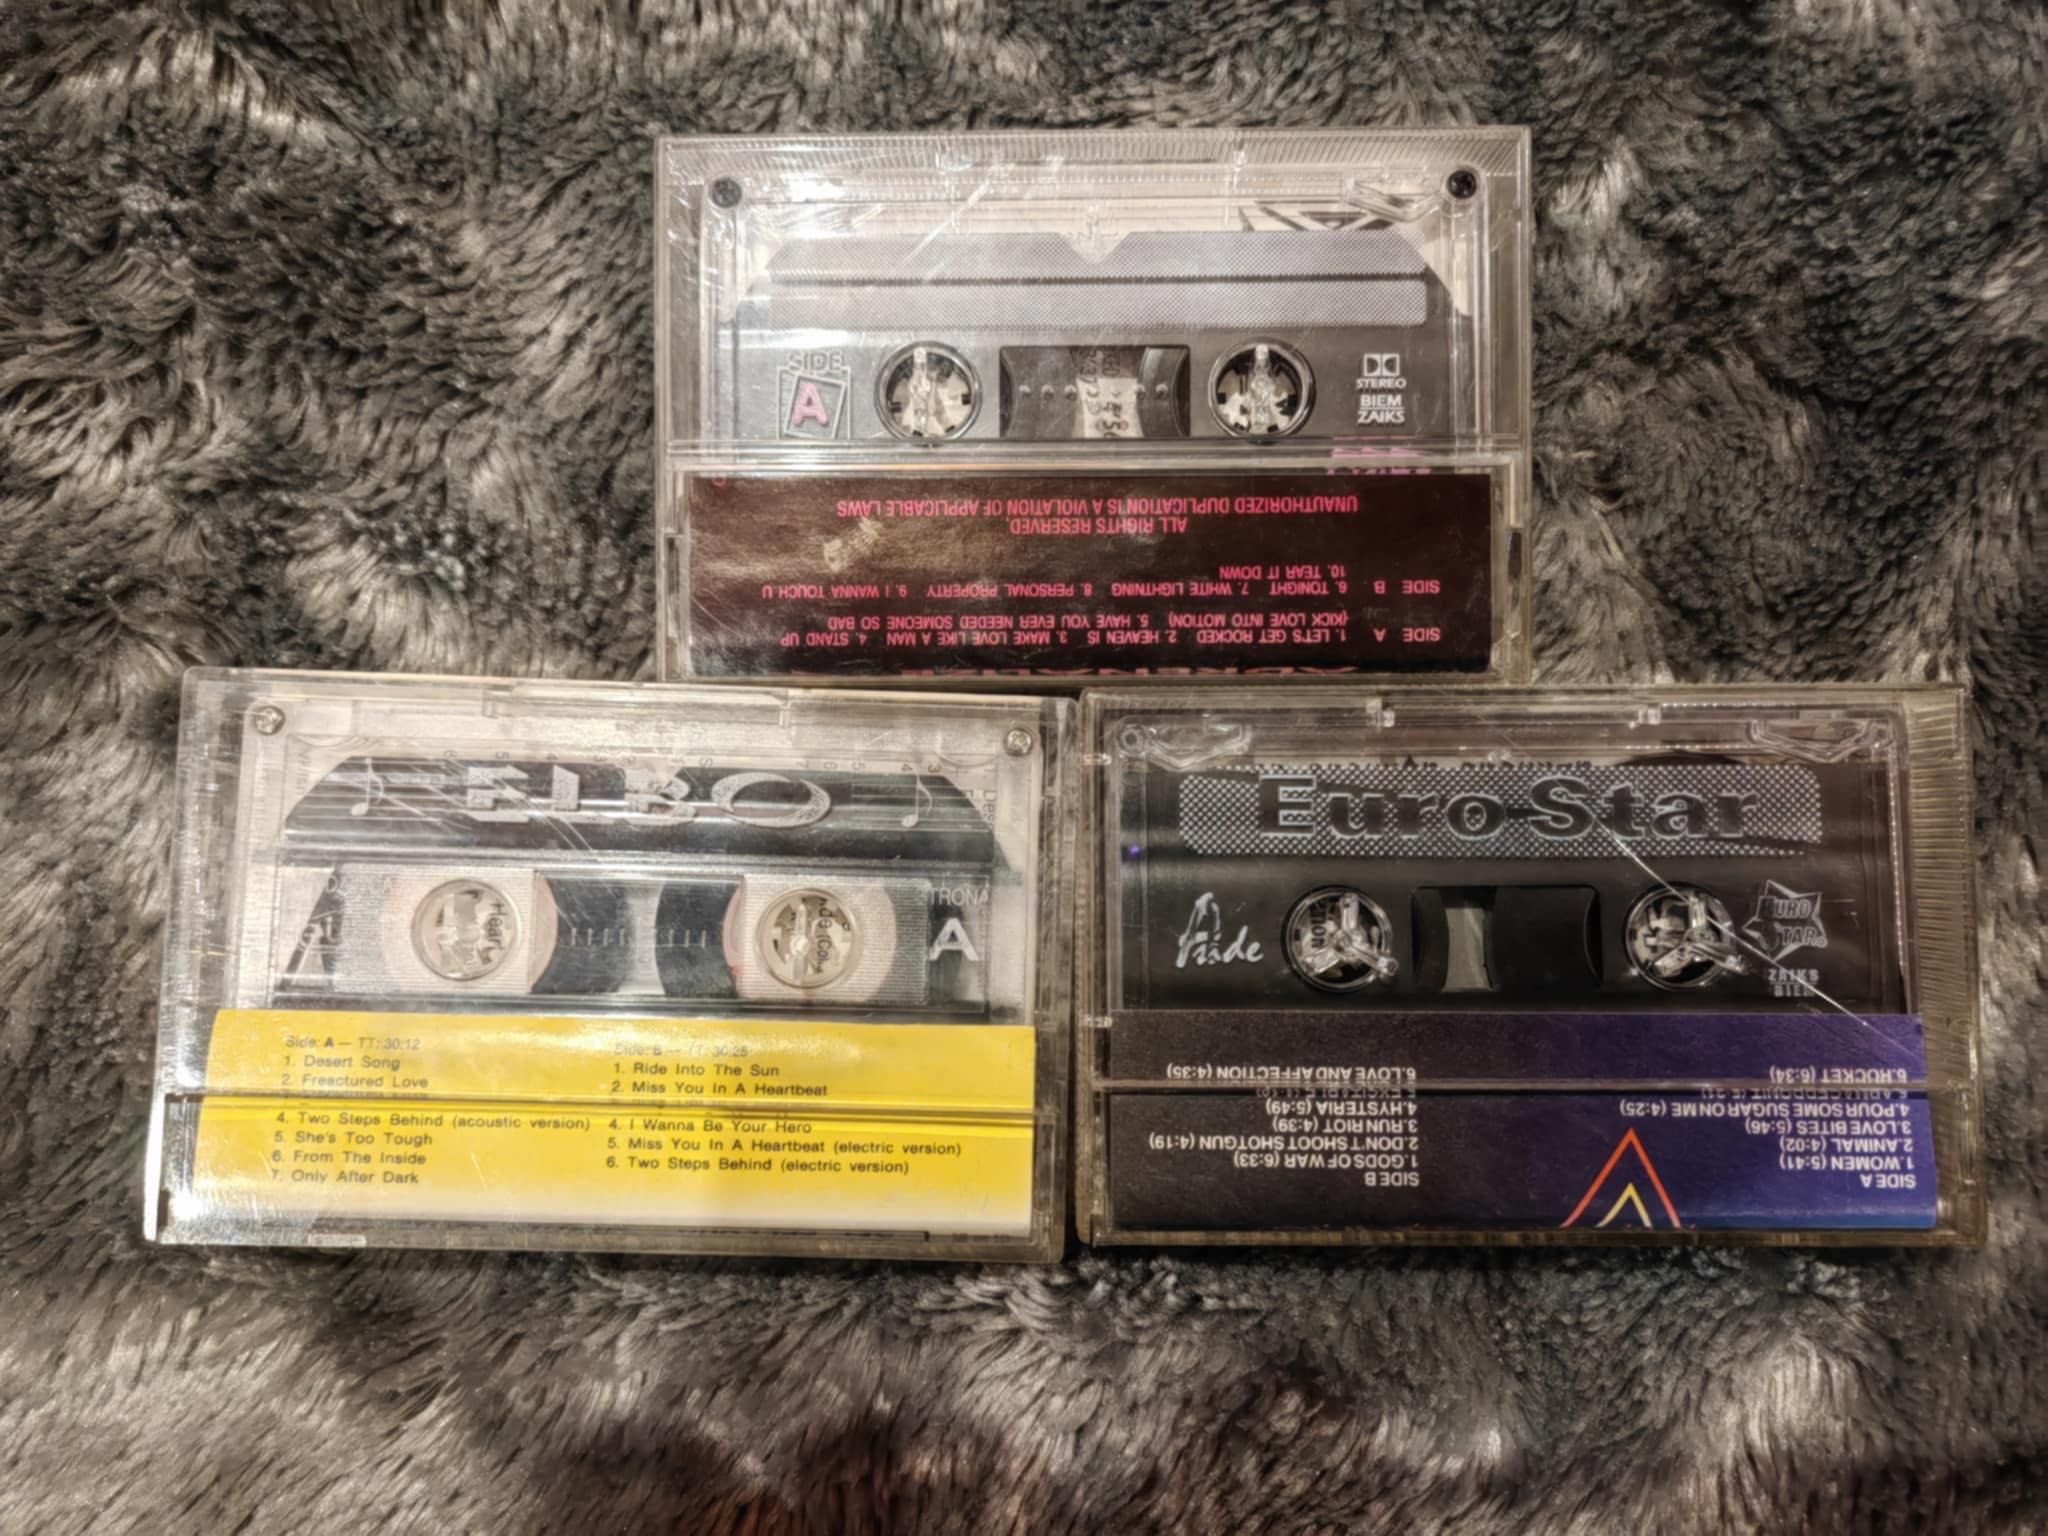 SIDE
A
STEREO
BIEM
ZAIKS
SIDE A 1. LET'S GET ROCKED 2. HEAVEN IS 3. MAKE LOVE LIKE A MAN 4. STAND UP
(KICK LOVE INTO MOTION) 5. HAVE YOU EVER NEEDED SOMEONE SO BAD
SIDE B 6. TONIGHT 7. WHITE LIGHTNING 8. PERSONAL PROPERTY 9. I WANNA TOUCH U
10. TEAR IT DOWN
ALL RIGHTS RESERVED,
UNAUTHORIZED DUPLICATION IS A VIOLATION OF APPLICABLE LAWS
ELBO
STRONA
A
Side: A — TT: 30:12
1. Desert Song
2. Freactured Love
4. Two Steps Behind (acoustic version)
5. She's Too Tough
6. From The Inside
7. Only After Dark
Side: B — TT: 30:25
1. Ride Into The Sun
2. Miss You In A Heartbeat
4. I Wanna Be Your Hero
5. Miss You In A Heartbeat (electric version)
6. Two Steps Behind (electric version)
Euro-Star
Pride
EURO
STAR
ZAIKS
BIEM
SIDE A
1.WOMEN (5:41)
2.ANIMAL (4:02)
3.LOVE BITES (5:46)
4.POUR SOME SUGAR ON ME (4:25)
6.ROCKET (6:34)
SIDE B
1.GODS OF WAR (6:33)
2.DON'T SHOOT SHOTGUN (4:19)
3.RUN RIOT (4:39)
4.HYSTERIA (5:49)
6.LOVE AND AFFECTION (4:35)